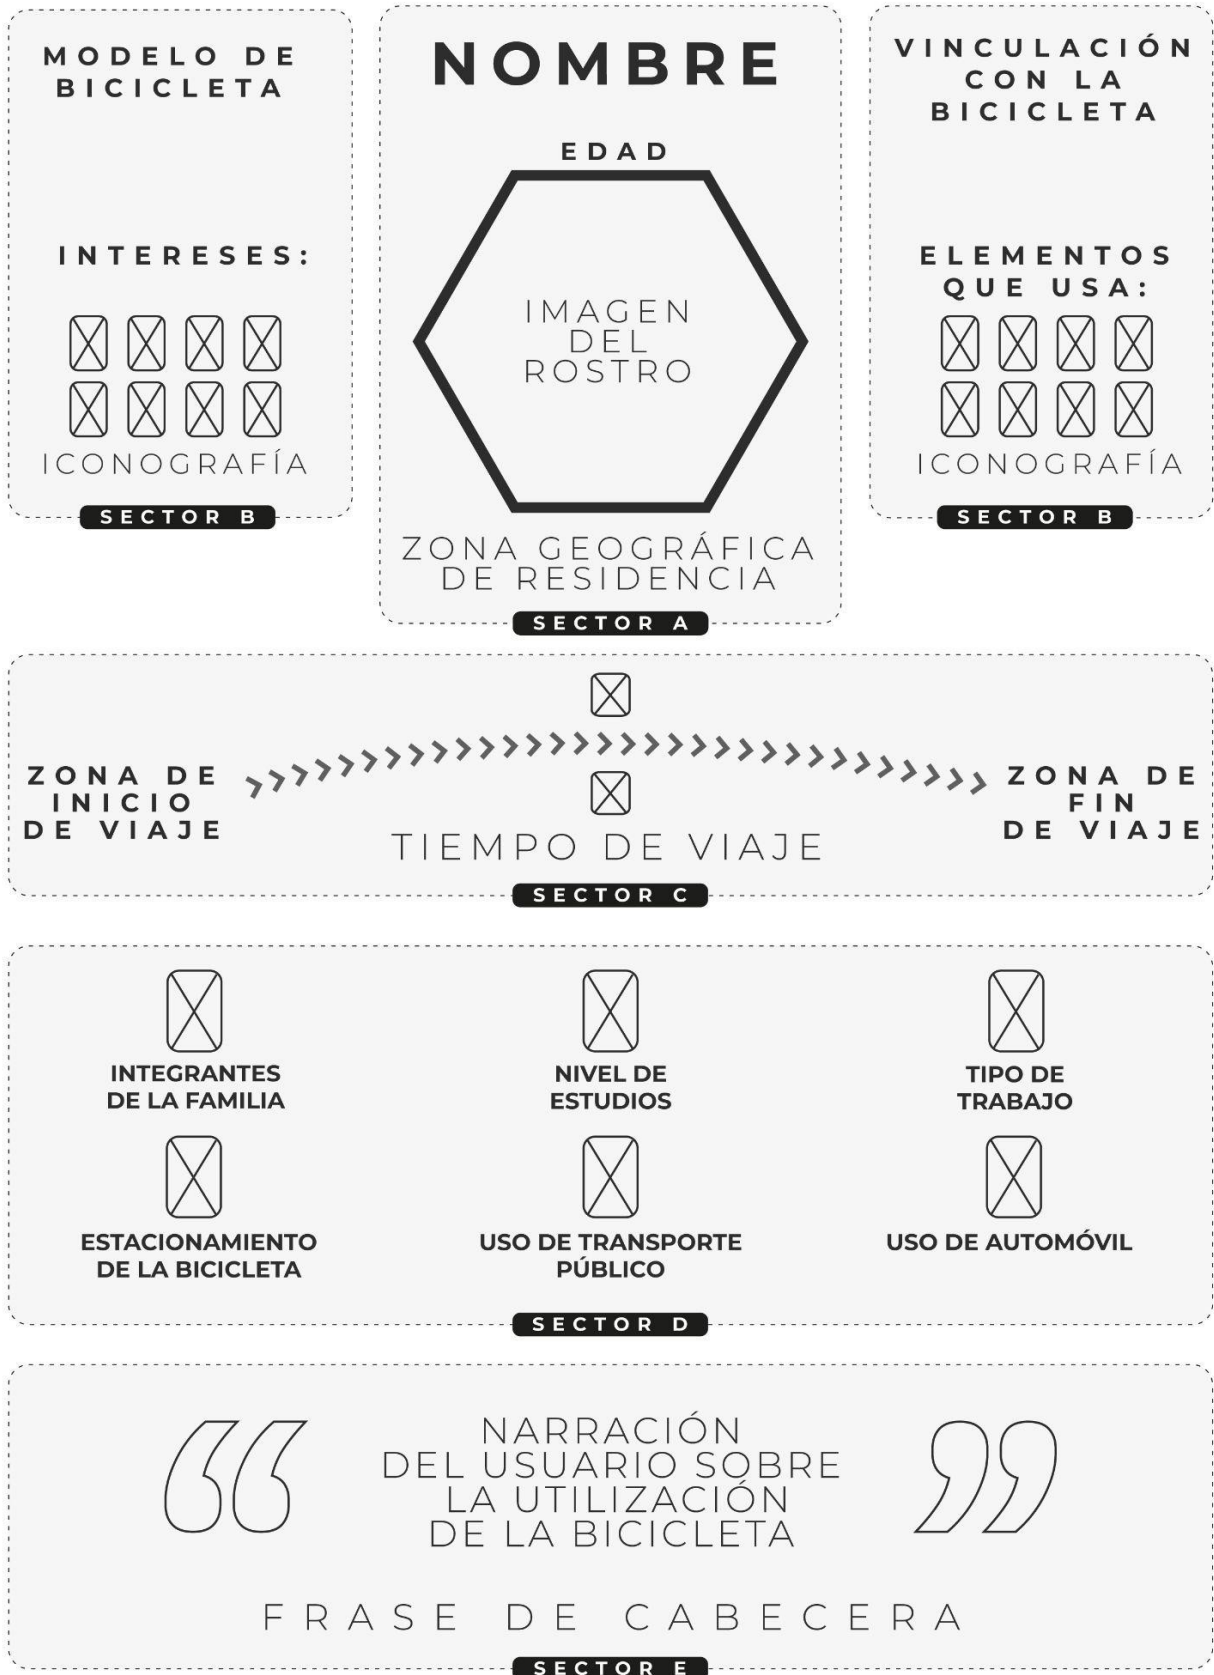 MODELO DE
BICICLETA
INTERESES:
ICONOGRAFÍA
SECTOR B
NOMBRE
EDAD
IMAGEN
DEL
ROSTRO
ZONA GEOGRÁFICA
DE RESIDENCIA
SECTOR A
VINCULACIÓN
CON LA
BICICLETA
ELEMENTOS
QUE USA:
ICONOGRAFÍA
SECTOR B
ZONA DE
INICIO
DE VIAJE
TIEMPO DE VIAJE
ZONA DE
FIN
DE VIAJE
SECTOR C
INTEGRANTES
DE LA FAMILIA
NIVEL DE
ESTUDIOS
TIPO DE
TRABAJO
ESTACIONAMIENTO
DE LA BICICLETA
USO DE TRANSPORTE
PÚBLICO
USO DE AUTOMÓVIL
SECTOR D
“ NARRACIÓN
DEL USUARIO SOBRE
LA UTILIZACIÓN
DE LA BICICLETA ”
FRASE DE CABECERA
SECTOR E